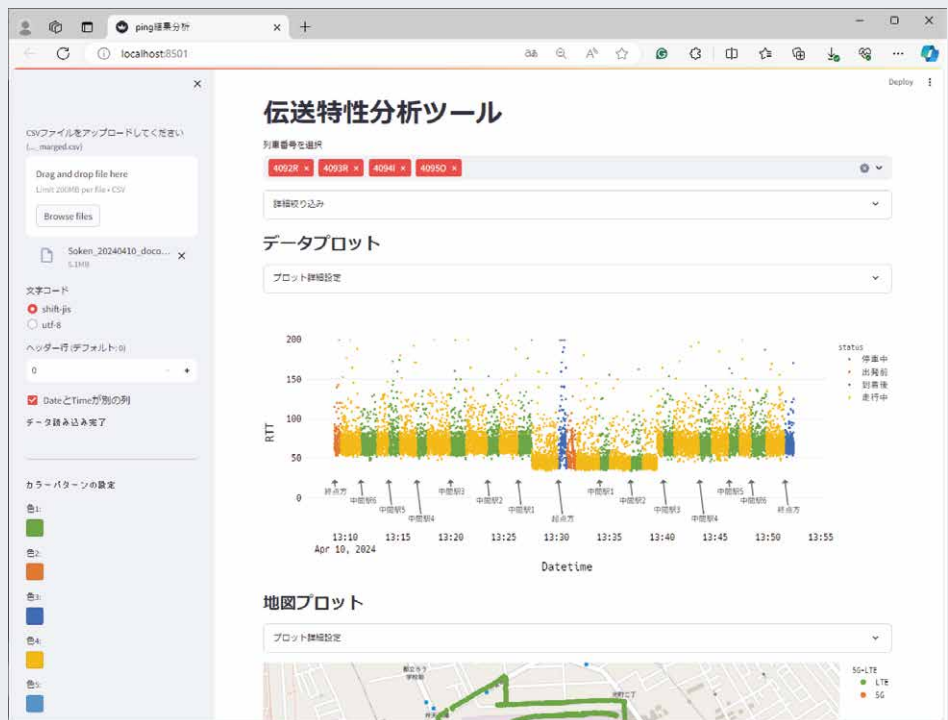 ping結果分析
localhost:8501
Deploy
CSVファイルをアップロードしてください
(..._marged.csv)
Drag and drop file here
Limit 200MB per file • CSV
Browse files
Soken_20240410_doco...
5.1MB
文字コード
shift-jis
utf-8
ヘッダー行(デフォルト: 0)
0
DateとTimeが別の列
データ読み込み完了
カラーパターンの設定
色1:
色2:
色3:
色4:
色5:
伝送特性分析ツール
列車番号を選択
4092R × 4093R × 4094I × 4095O ×
詳細絞り込み
データプロット
プロット詳細設定
status
停車中
出発前
到着後
走行中
RTT
200
150
100
50
0
終点方 中間駅6 中間駅5 中間駅4 中間駅3 中間駅2 中間駅1 起点方 中間駅1 中間駅2 中間駅3 中間駅4 中間駅5 中間駅6 終点方
13:10 13:15 13:20 13:25 13:30 13:35 13:40 13:45 13:50 13:55
Apr 10, 2024
Datetime
地図プロット
プロット詳細設定
5G+LTE
LTE
5G